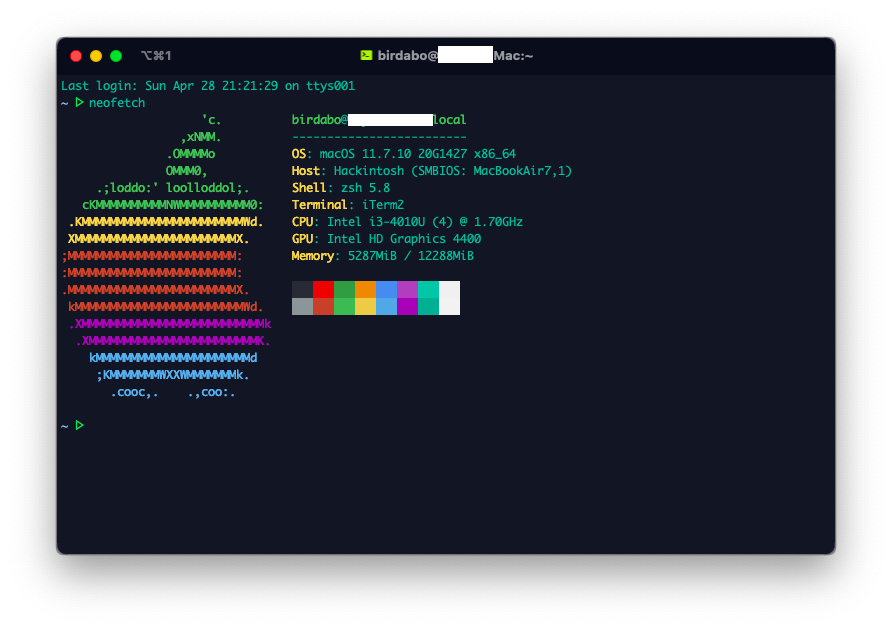 ⌥⌘1
birdabo@ Mac:~
Last login: Sun Apr 28 21:21:29 on ttys001
~ ▷ neofetch
'c.
,xNMM.
.OMMMMo
OMMM0,
.;loddo:' loolloddol;.
cKMMMMMMMMMMNWMMMMMMMMMM0:
.KMMMMMMMMMMMMMMMMMMMMMMMWd.
XMMMMMMMMMMMMMMMMMMMMMMMX.
;MMMMMMMMMMMMMMMMMMMMMMMM:
:MMMMMMMMMMMMMMMMMMMMMMMM:
.MMMMMMMMMMMMMMMMMMMMMMMMX.
kMMMMMMMMMMMMMMMMMMMMMMMMWd.
.XMMMMMMMMMMMMMMMMMMMMMMMMMMk
.XMMMMMMMMMMMMMMMMMMMMMMMMK.
kMMMMMMMMMMMMMMMMMMMMMMd
;KMMMMMMMWXXWMMMMMMMk.
.cooc,. .,coo:.
birdabo@ local
-------------------------
OS: macOS 11.7.10 20G1427 x86_64
Host: Hackintosh (SMBIOS: MacBookAir7,1)
Shell: zsh 5.8
Terminal: iTerm2
CPU: Intel i3-4010U (4) @ 1.70GHz
GPU: Intel HD Graphics 4400
Memory: 5287MiB / 12288MiB
~ ▷